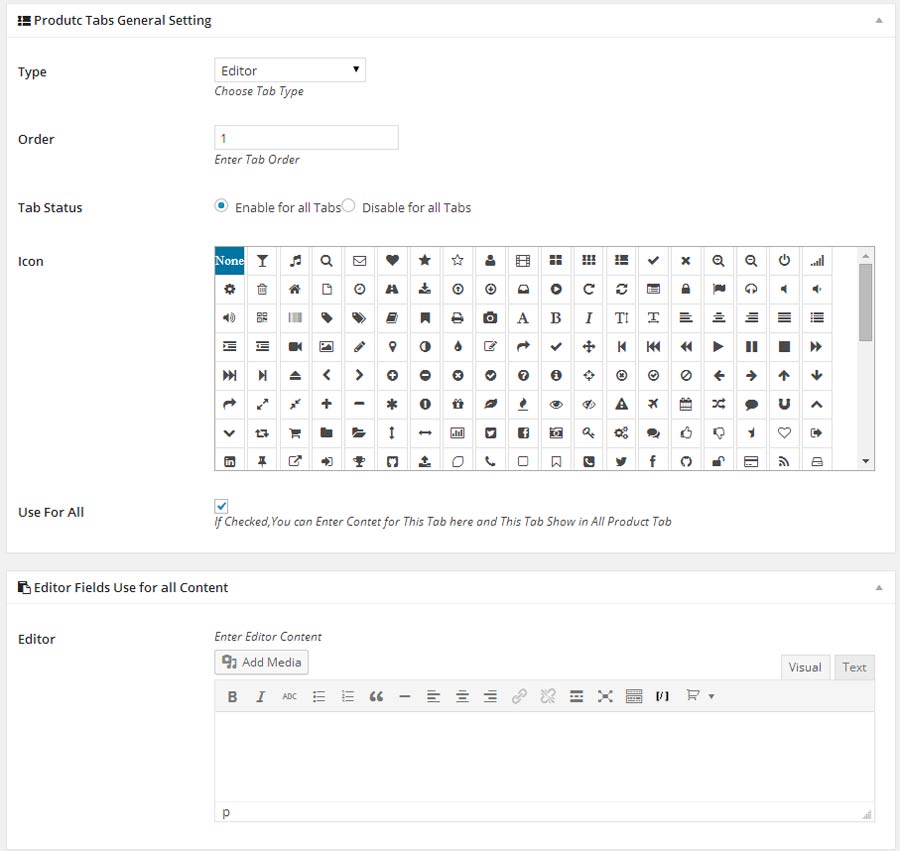 Produtc Tabs General Setting
Type
Editor
Choose Tab Type
Order
1
Enter Tab Order
Tab Status
Enable for all Tabs Disable for all Tabs
Icon
None
Use For All
If Checked,You can Enter Contet for This Tab here and This Tab Show in All Product Tab
Editor Fields Use for all Content
Editor
Enter Editor Content
Add Media
Visual Text
B I ABC
p